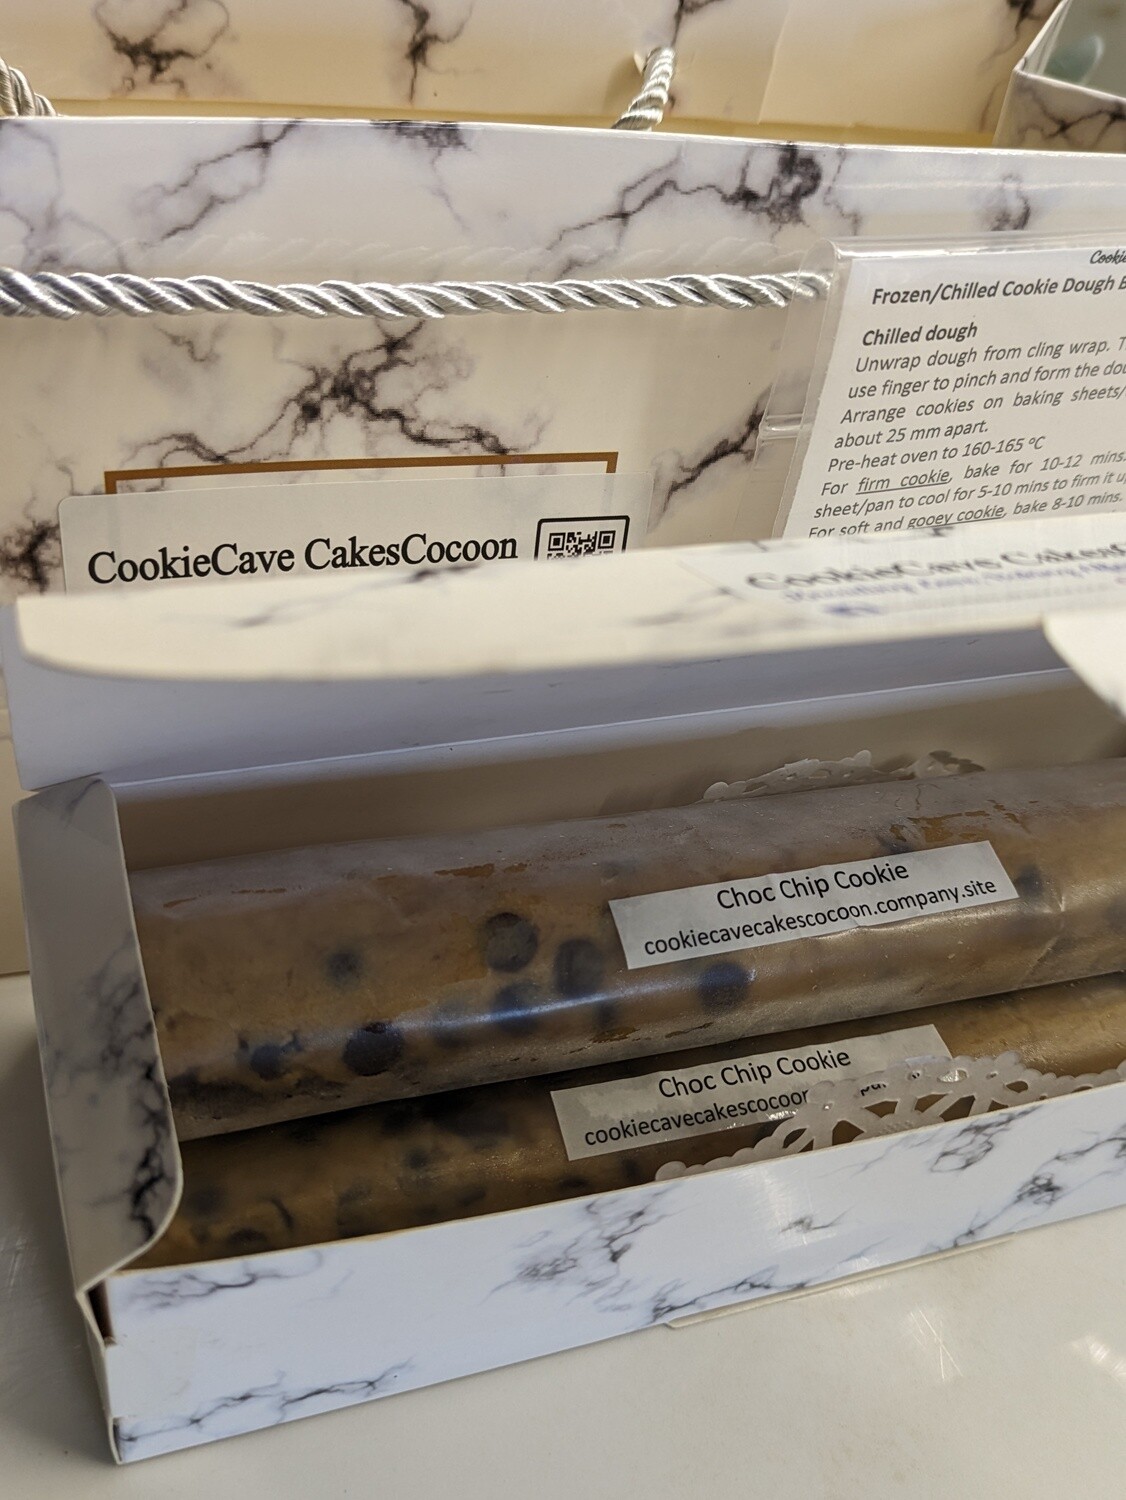 Cookie
Frozen/Chilled Cookie Dough
Chilled dough
Unwrap dough from cling wrap.
use finger to pinch and form the
Arrange cookies on baking sheets/
about 25 mm apart.
Pre-heat oven to 160-165 °C
For firm cookie, bake for 10-12 mins.
sheet/pan to cool for 5-10 mins to firm it
For soft and gooey cookie, bake 8-10 mins.
CookieCave CakesCocoon
CookieCave
Choc Chip Cookie
cookiecavecakescocoon.company.site
Choc Chip Cookie
cookiecavecakescocoon